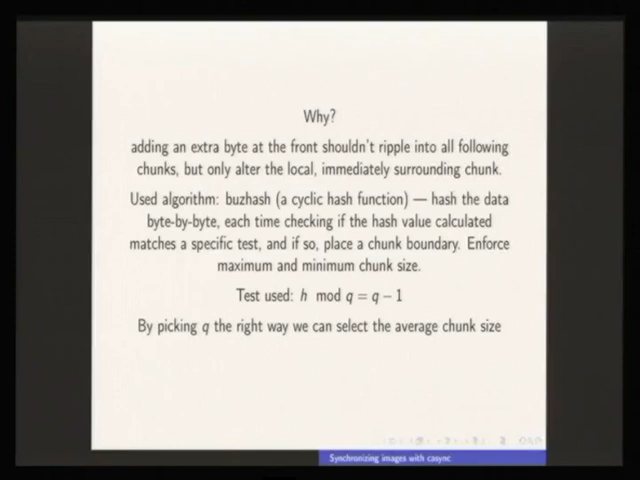 Why?
adding an extra byte at the front shouldn't ripple into all following
chunks, but only alter the local, immediately surrounding chunk.
Used algorithm: buzhash (a cyclic hash function) — hash the data
byte-by-byte, each time checking if the hash value calculated
matches a specific test, and if so, place a chunk boundary. Enforce
maximum and minimum chunk size.
Test used: h mod q = q − 1
By picking q the right way we can select the average chunk size
Synchronizing images with casync